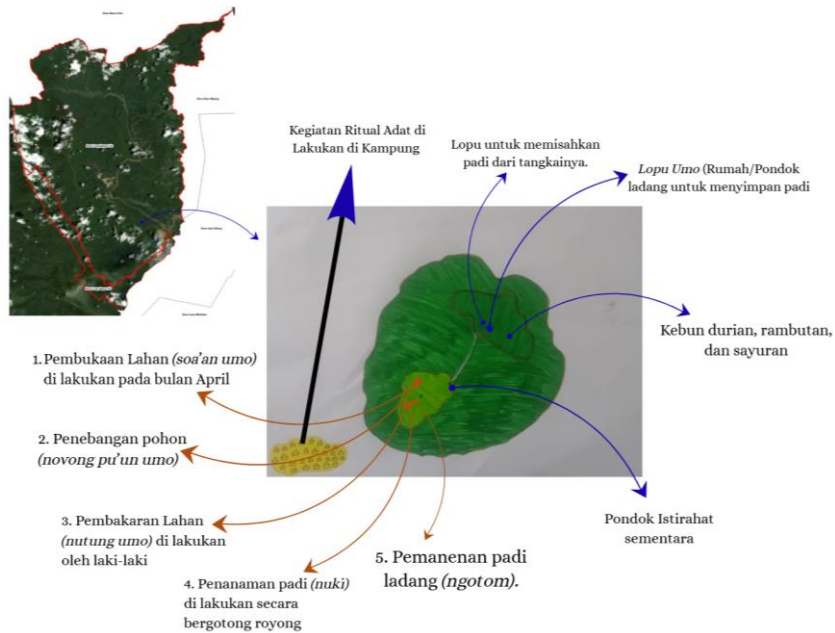 Kegiatan Ritual Adat di
Lakukan di Kampung
Lopu untuk memisahkan
padi dari tangkainya.
Lopu Umo (Rumah/Pondok
ladang untuk menyimpan padi
Kebun durian, rambutan,
dan sayuran
1. Pembukaan Lahan (soa'an umo)
di lakukan pada bulan April
2. Penebangan pohon
(novong pu'un umo)
3. Pembakaran Lahan
(nutung umo) di lakukan
oleh laki-laki
4. Penanaman padi (nuki)
di lakukan secara
bergotong royong
5. Pemanenan padi
ladang (ngotom).
Pondok Istirahat
sementara